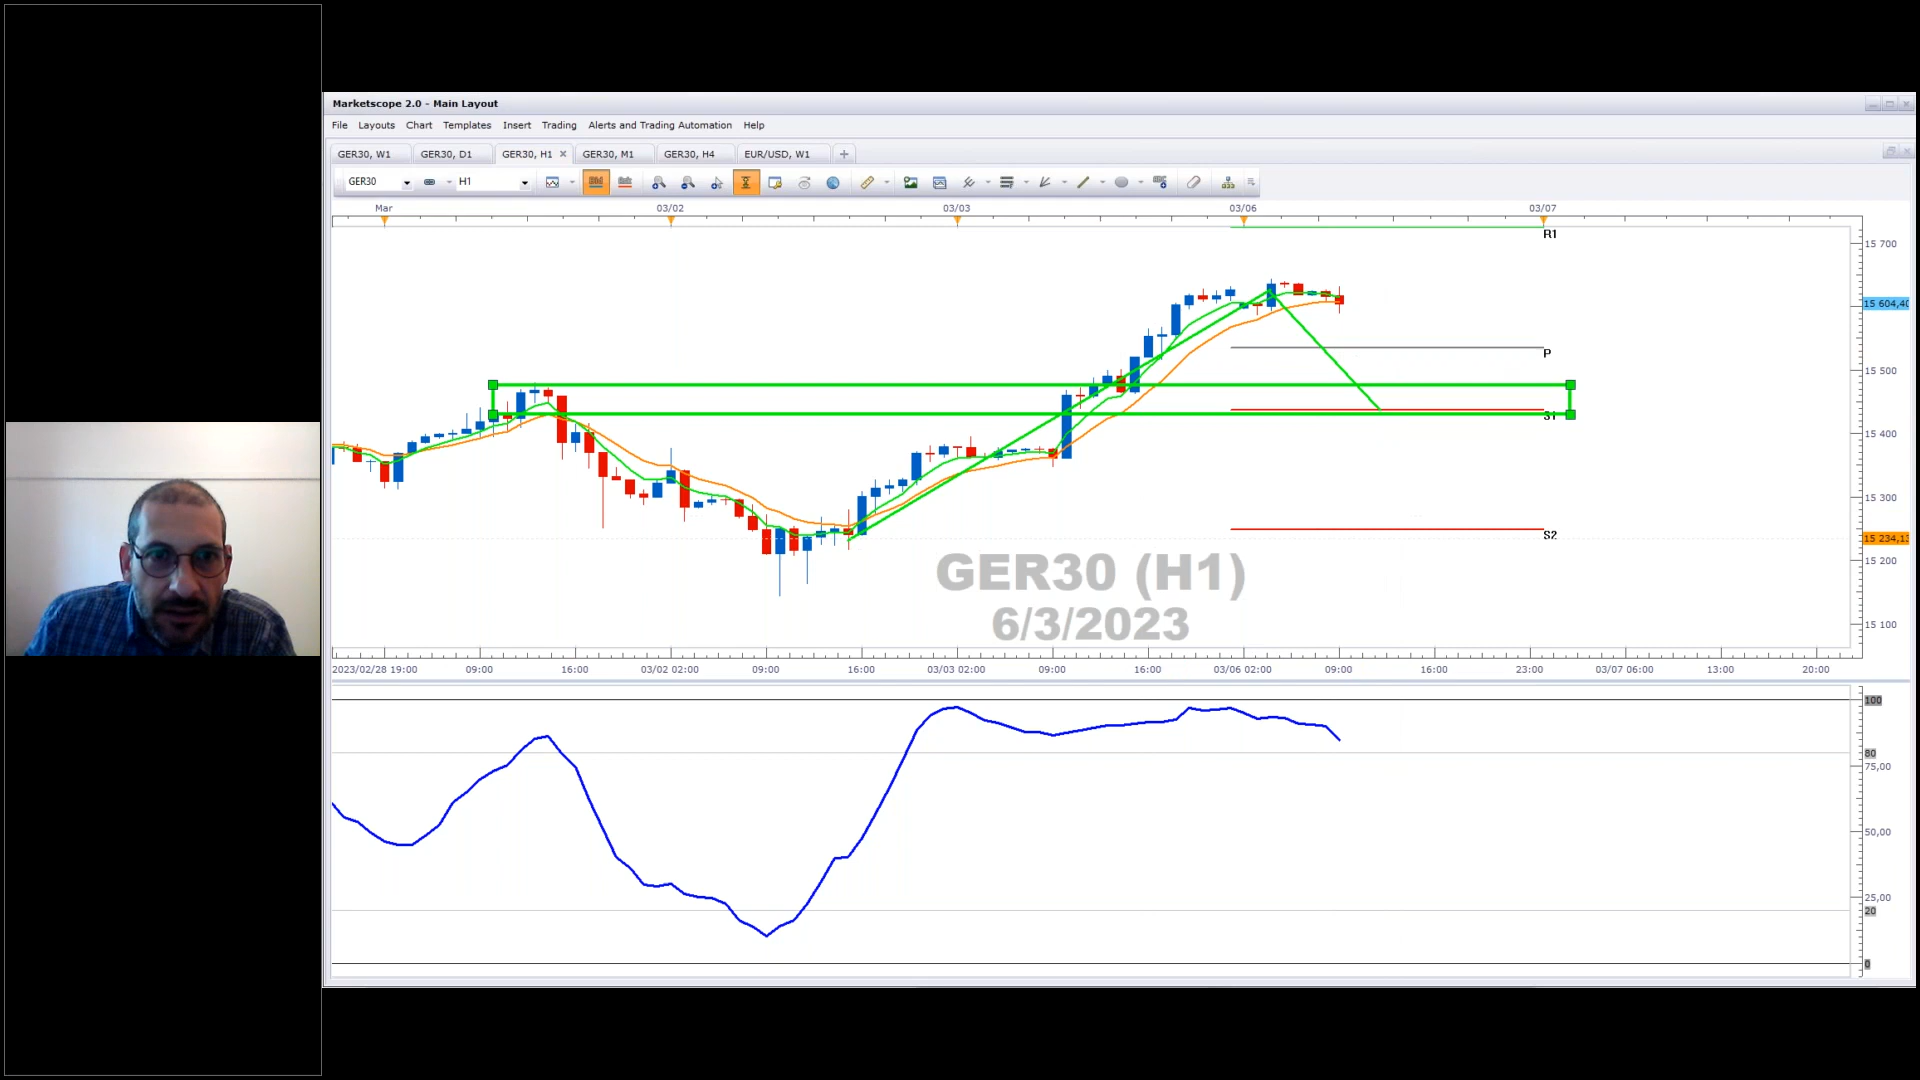 Marketscope 2.0 - Main Layout
File Layouts Chart Templates Insert Trading Alerts and Trading Automation Help
GER30, W1 GER30, D1 GER30, H1 GER30, M1 GER30, H4 EUR/USD, W1
GER30 H1
Mar 03/02 03/03 03/06 03/07
R1
15 700
15 604,40
P
15 500
S1
15 400
15 300
S2
15 234,13
15 200
15 100
GER30 (H1)
6/3/2023
2023/02/28 19:00 09:00 16:00 03/02 02:00 09:00 16:00 03/03 02:00 09:00 16:00 03/06 02:00 09:00 16:00 23:00 03/07 06:00 13:00 20:00
100
80
75,00
50,00
25,00
20
0